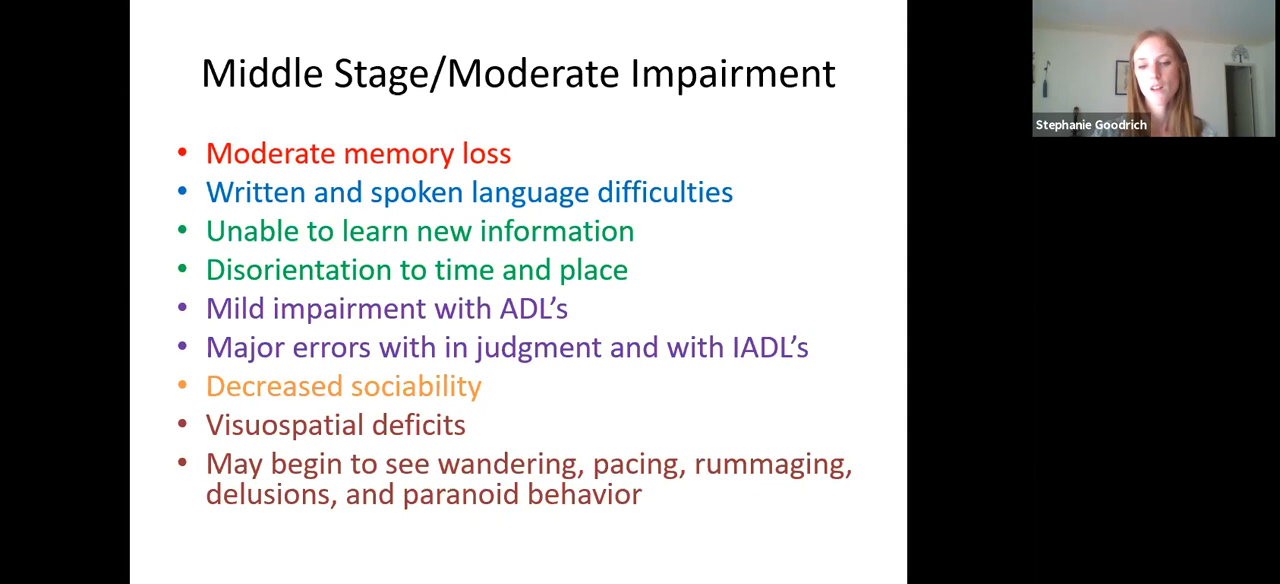 Middle Stage/Moderate Impairment
• Moderate memory loss
• Written and spoken language difficulties
• Unable to learn new information
• Disorientation to time and place
• Mild impairment with ADL’s
• Major errors with in judgment and with IADL’s
• Decreased sociability
• Visuospatial deficits
• May begin to see wandering, pacing, rummaging,
delusions, and paranoid behavior
Stephanie Goodrich